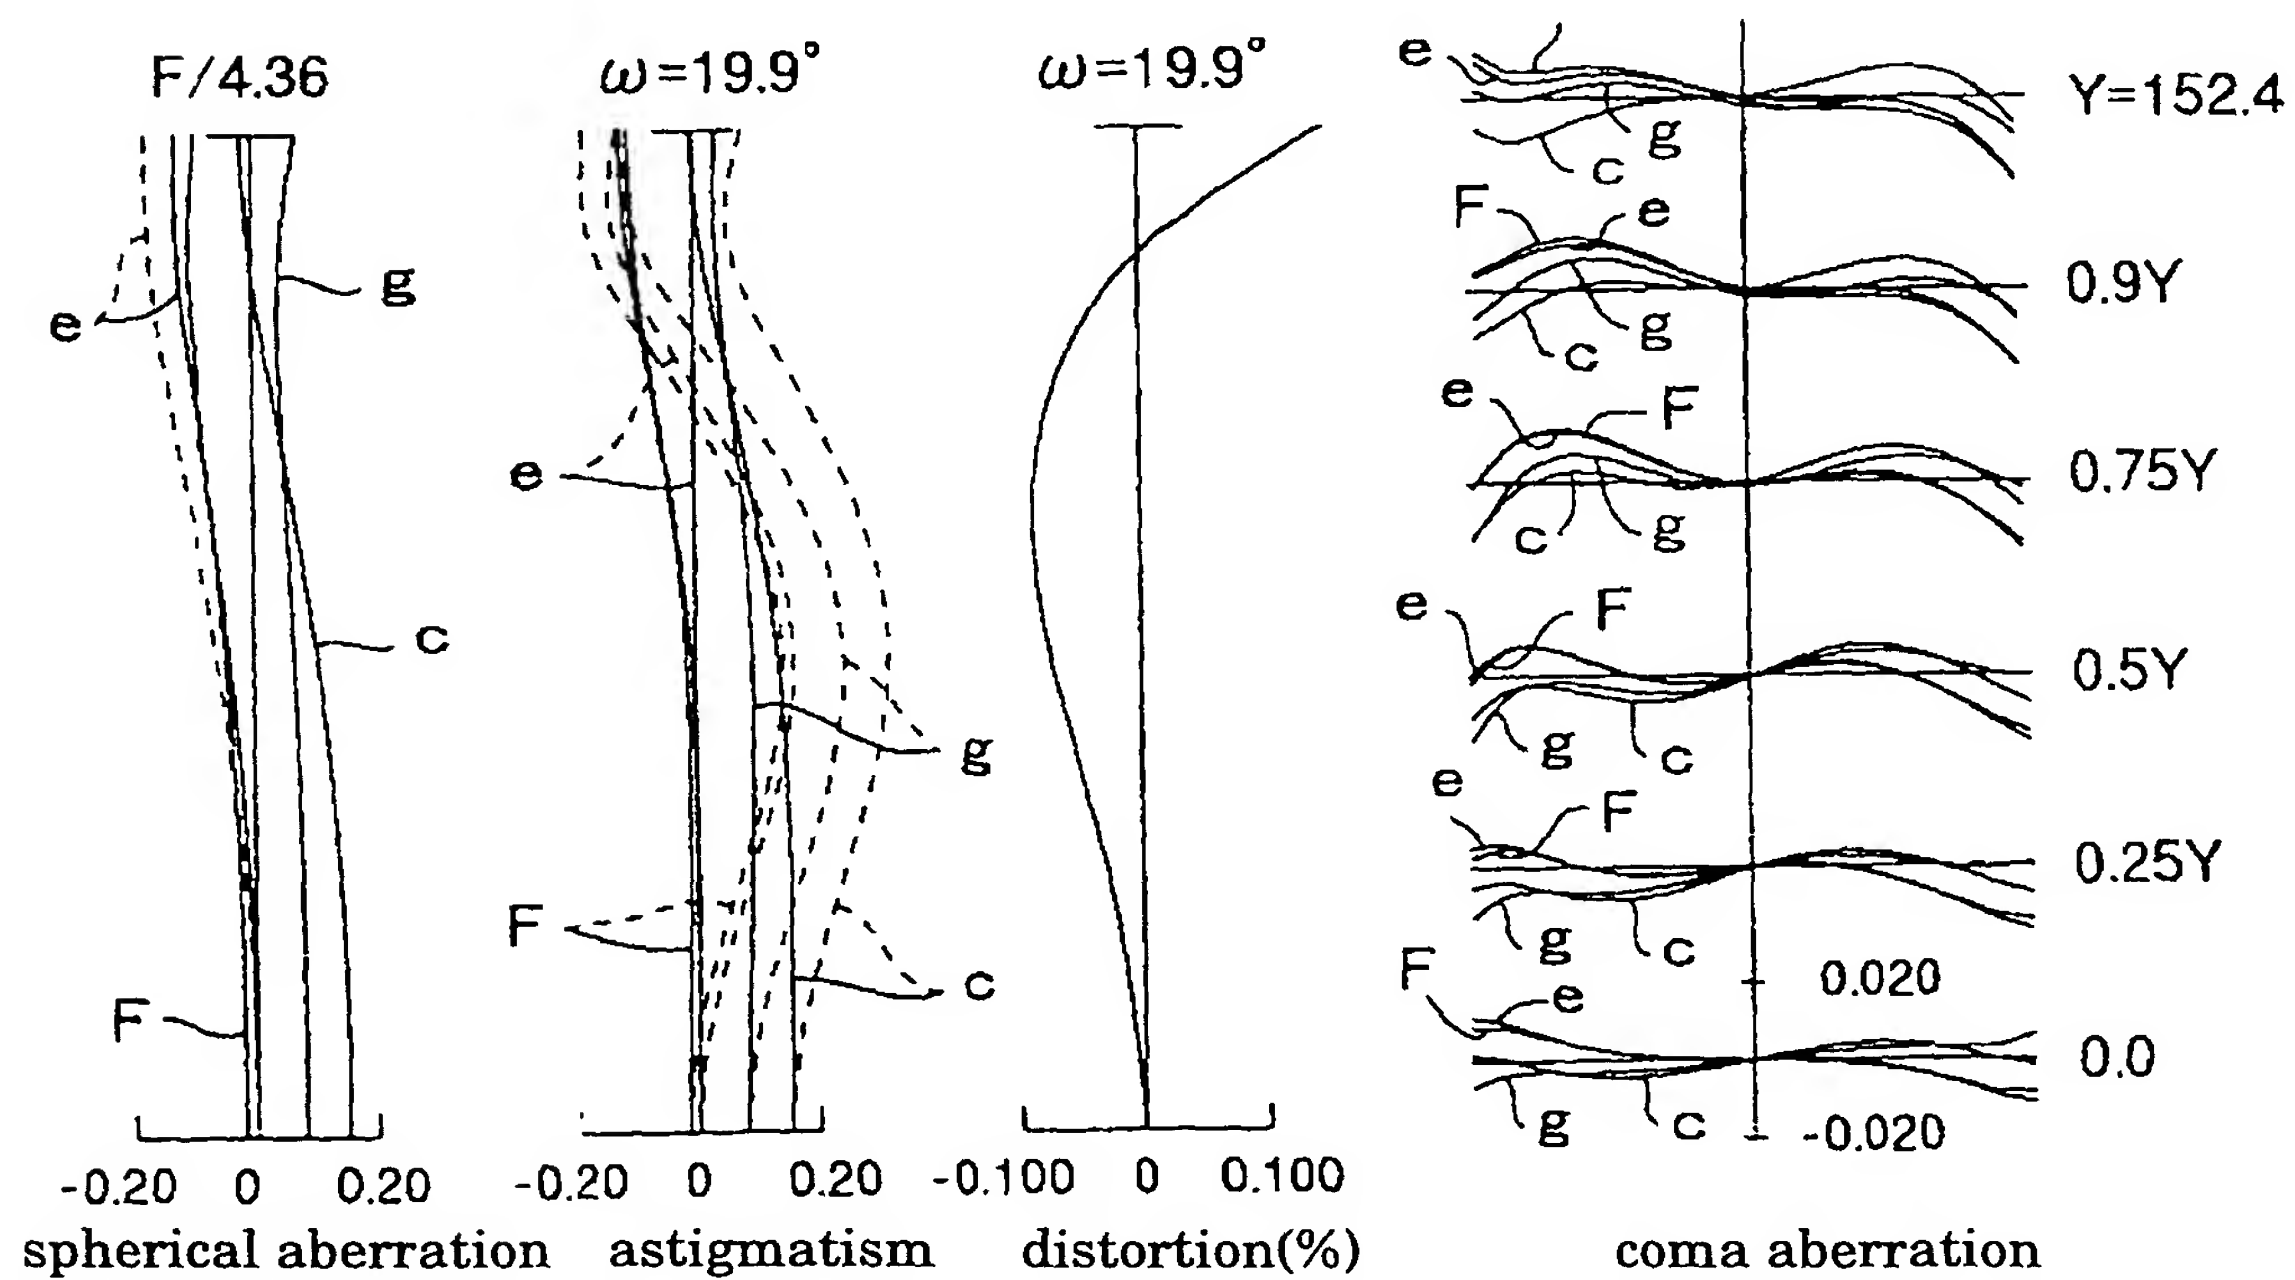 F/4.36
e
g
c
F
-0.20 0 0.20
spherical aberration
ω=19.9°
e
g
F
c
-0.20 0 0.20
astigmatism
ω=19.9°
-0.100 0 0.100
distortion(%)
e
g
c
Y=152.4
F e
g
c
0.9Y
e F
c g
0.75Y
e F
g c
0.5Y
e
F
g c
0.25Y
0.020
F e
g c
0.0
-0.020
coma aberration